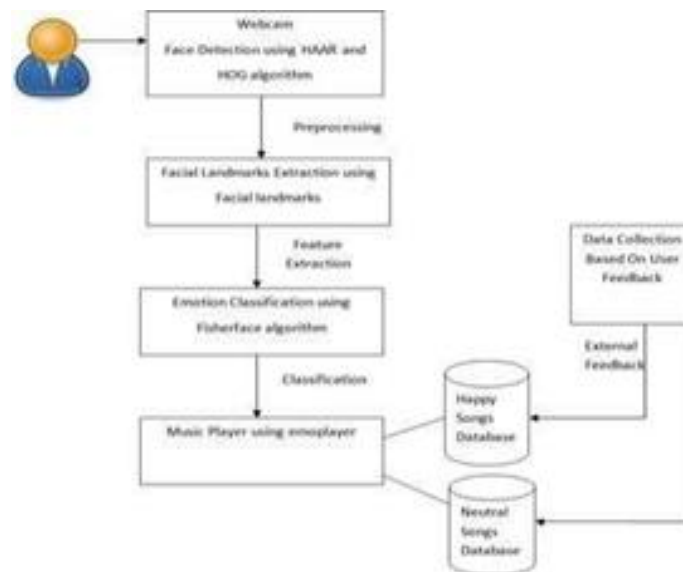 Webcam
Face Detection using HAAR and
HOG algorithm
Preprocessing
Facial Landmarks Extraction using
Facial landmarks
Feature
Extraction
Data Collection
Based On User
Feedback
Emotion Classification using
Fisherface algorithm
External
Feedback
Classification
Happy
Songs
Database
Music Player using emoplayer
Neutral
Songs
Database